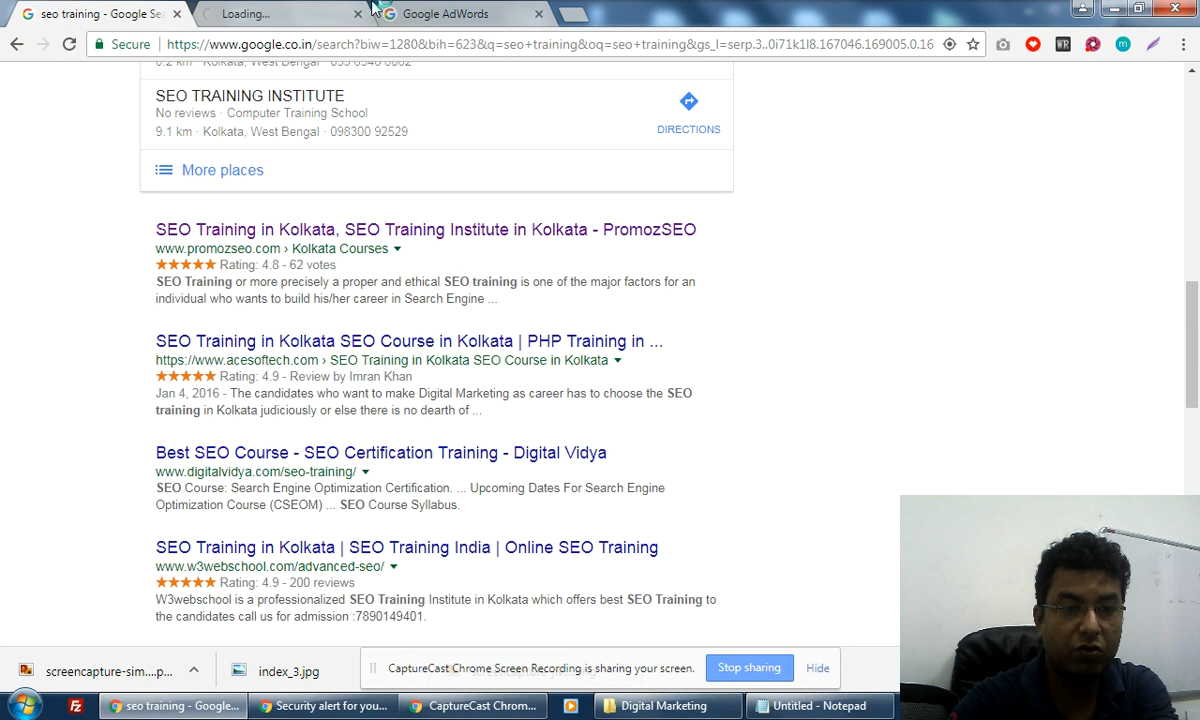 seo training - Google Se
Loading...
Google AdWords
Secure
https://www.google.co.in/search?biw=1280&bih=623&q=seo+training&oq=seo+training&gs_l=serp.3..0i71k1l8.167046.169005.0.16
SEO TRAINING INSTITUTE
No reviews · Computer Training School
9.1 km · Kolkata, West Bengal · 098300 92529
DIRECTIONS
More places
SEO Training in Kolkata, SEO Training Institute in Kolkata - PromozSEO
www.promozseo.com › Kolkata Courses
Rating: 4.8 - 62 votes
SEO Training or more precisely a proper and ethical SEO training is one of the major factors for an
individual who wants to build his/her career in Search Engine ...
SEO Training in Kolkata SEO Course in Kolkata | PHP Training in ...
https://www.acesoftech.com › SEO Training in Kolkata SEO Course in Kolkata
Rating: 4.9 - Review by Imran Khan
Jan 4, 2016 - The candidates who want to make Digital Marketing as career has to choose the SEO
training in Kolkata judiciously or else there is no dearth of ...
Best SEO Course - SEO Certification Training - Digital Vidya
www.digitalvidya.com/seo-training/
SEO Course: Search Engine Optimization Certification. ... Upcoming Dates For Search Engine
Optimization Course (CSEOM) ... SEO Course Syllabus.
SEO Training in Kolkata | SEO Training India | Online SEO Training
www.w3webschool.com/advanced-seo/
Rating: 4.9 - 200 reviews
W3webschool is a professionalized SEO Training Institute in Kolkata which offers best SEO Training to
the candidates call us for admission :7890149401.
screencapture-sim....p...
index_3.jpg
CaptureCast Chrome Screen Recording is sharing your screen.
Stop sharing
Hide
seo training - Google...
Security alert for you...
CaptureCast Chrom...
Digital Marketing
Untitled - Notepad